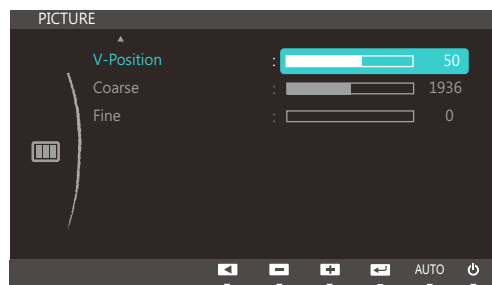 PICTURE
V-Position : 50
Coarse : 1936
Fine : 0
AUTO